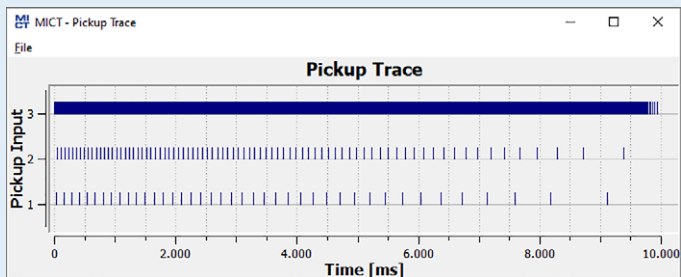 MICT MICT - Pickup Trace
File
Pickup Trace
Pickup Input
3
2
1
0 2.000 4.000 6.000 8.000 10.000
Time [ms]